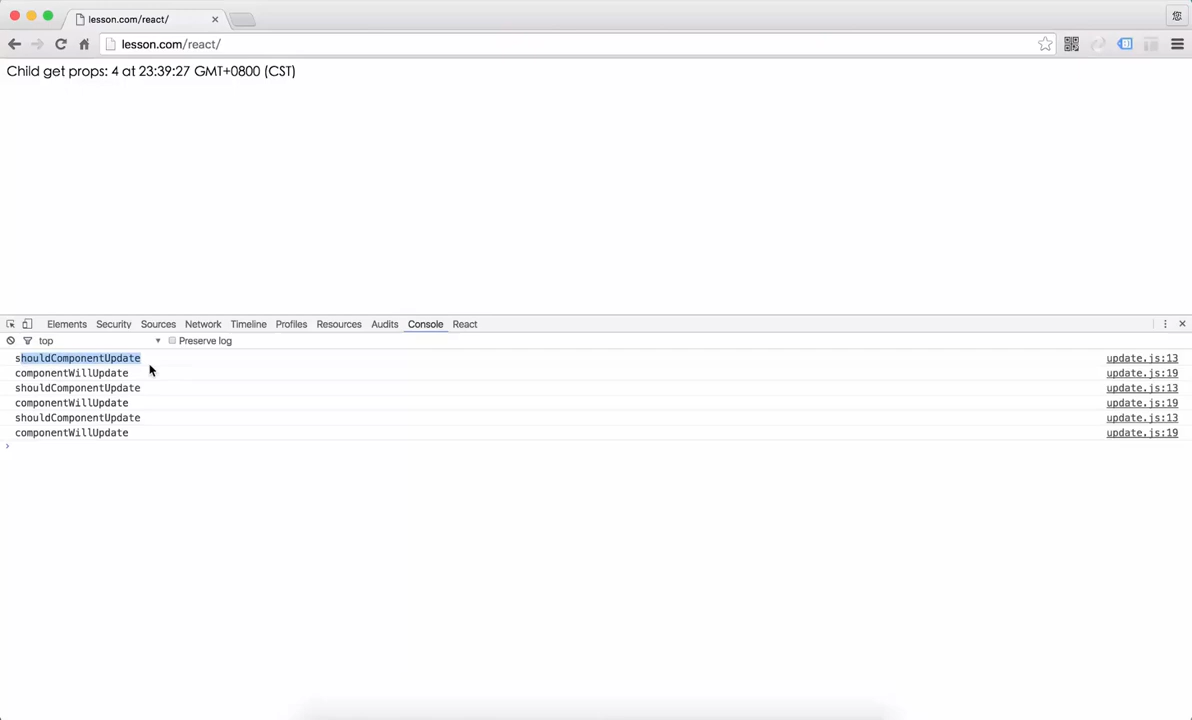 lesson.com/react/
您
lesson.com/react/
Child get props: 4 at 23:39:27 GMT+0800 (CST)
Elements Security Sources Network Timeline Profiles Resources Audits Console React
top Preserve log
shouldComponentUpdate update.js:13
componentWillUpdate update.js:19
shouldComponentUpdate update.js:13
componentWillUpdate update.js:19
shouldComponentUpdate update.js:13
componentWillUpdate update.js:19